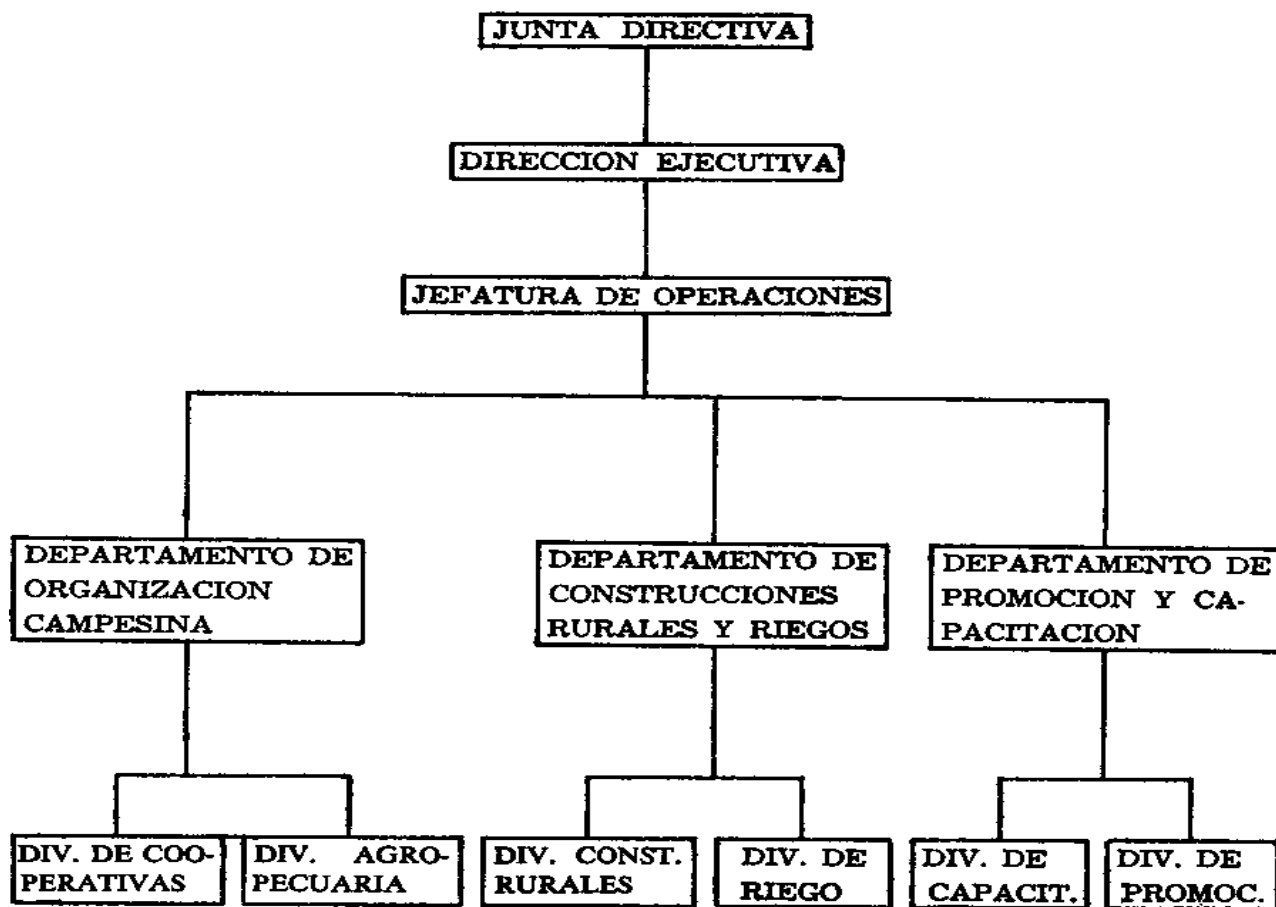 JUNTA DIRECTIVA
DIRECCION EJECUTIVA
JEFATURA DE OPERACIONES
DEPARTAMENTO DE
ORGANIZACION
CAMPESINA
DEPARTAMENTO DE
CONSTRUCCIONES
RURALES Y RIEGOS
DEPARTAMENTO DE
PROMOCION Y CA-
PACITACION
DIV. DE COO-
PERATIVAS
DIV. AGRO-
PECUARIA
DIV. CONST.
RURALES
DIV. DE
RIEGO
DIV. DE
CAPACIT.
DIV. DE
PROMOC.